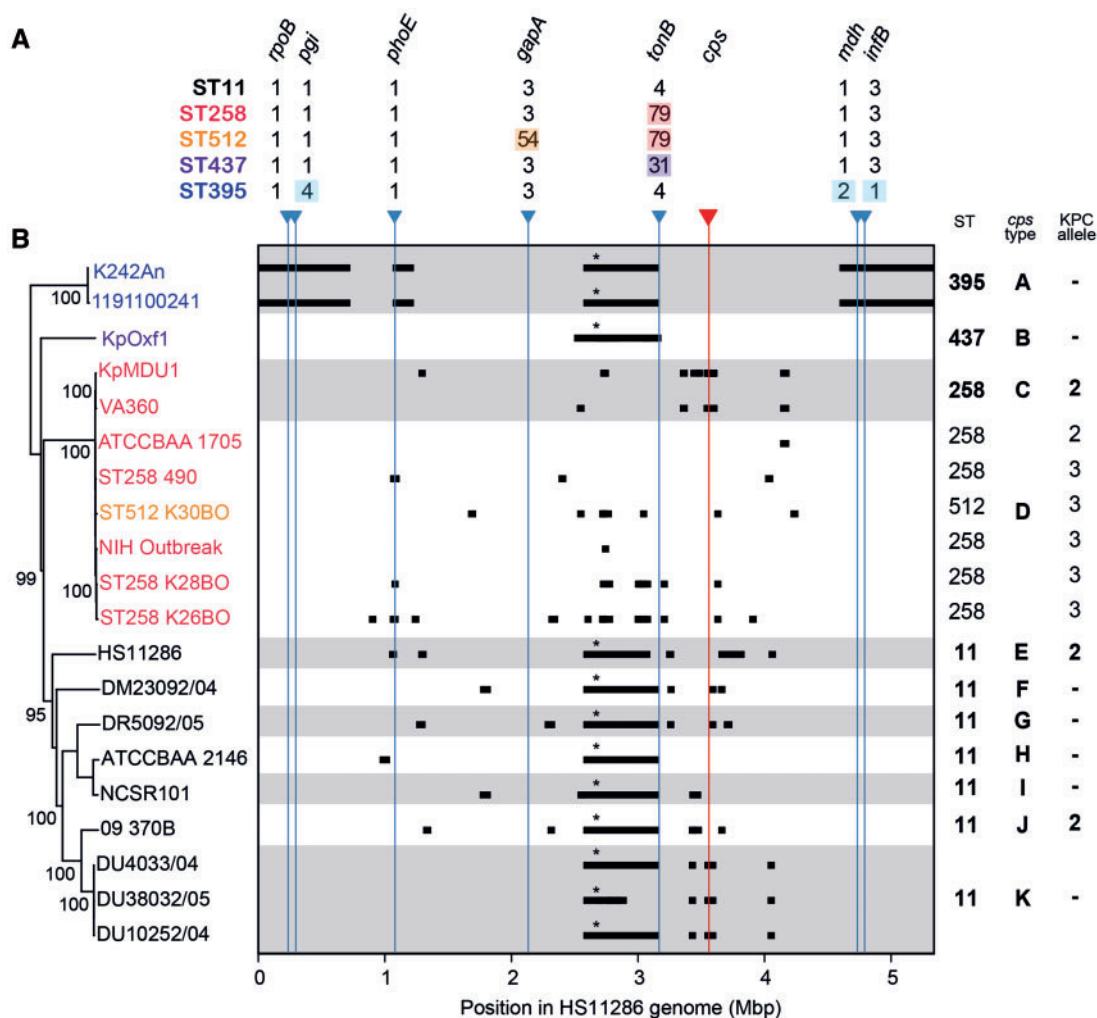 A
rpoB pgi phoE gapA tonB cps mdh infB
ST11 1 1 1 3 4 1 3
ST258 1 1 1 3 79 1 3
ST512 1 1 1 54 79 1 3
ST437 1 1 1 3 31 1 3
ST395 1 4 1 3 4 2 1
B
ST cps type KPC allele
K242An *
100 1191100241 * 395 A -
KpOxf1 * 437 B -
KpMDU1
100 258 C 2
VA360
100 ATCCBAA 1705 258 2
ST258 490 258 3
ST512 K30BO 512 D 3
NIH Outbreak 258 3
99 100 ST258 K28BO 258 3
ST258 K26BO 258 3
HS11286 * 11 E 2
95 DM23092/04 * 11 F -
DR5092/05 * 11 G -
ATCCBAA 2146 * 11 H -
NCSR101 * 11 I -
100 09 370B * 11 J 2
100 DU4033/04 *
100 DU38032/05 * 11 K -
DU10252/04 *
0 1 2 3 4 5
Position in HS11286 genome (Mbp)